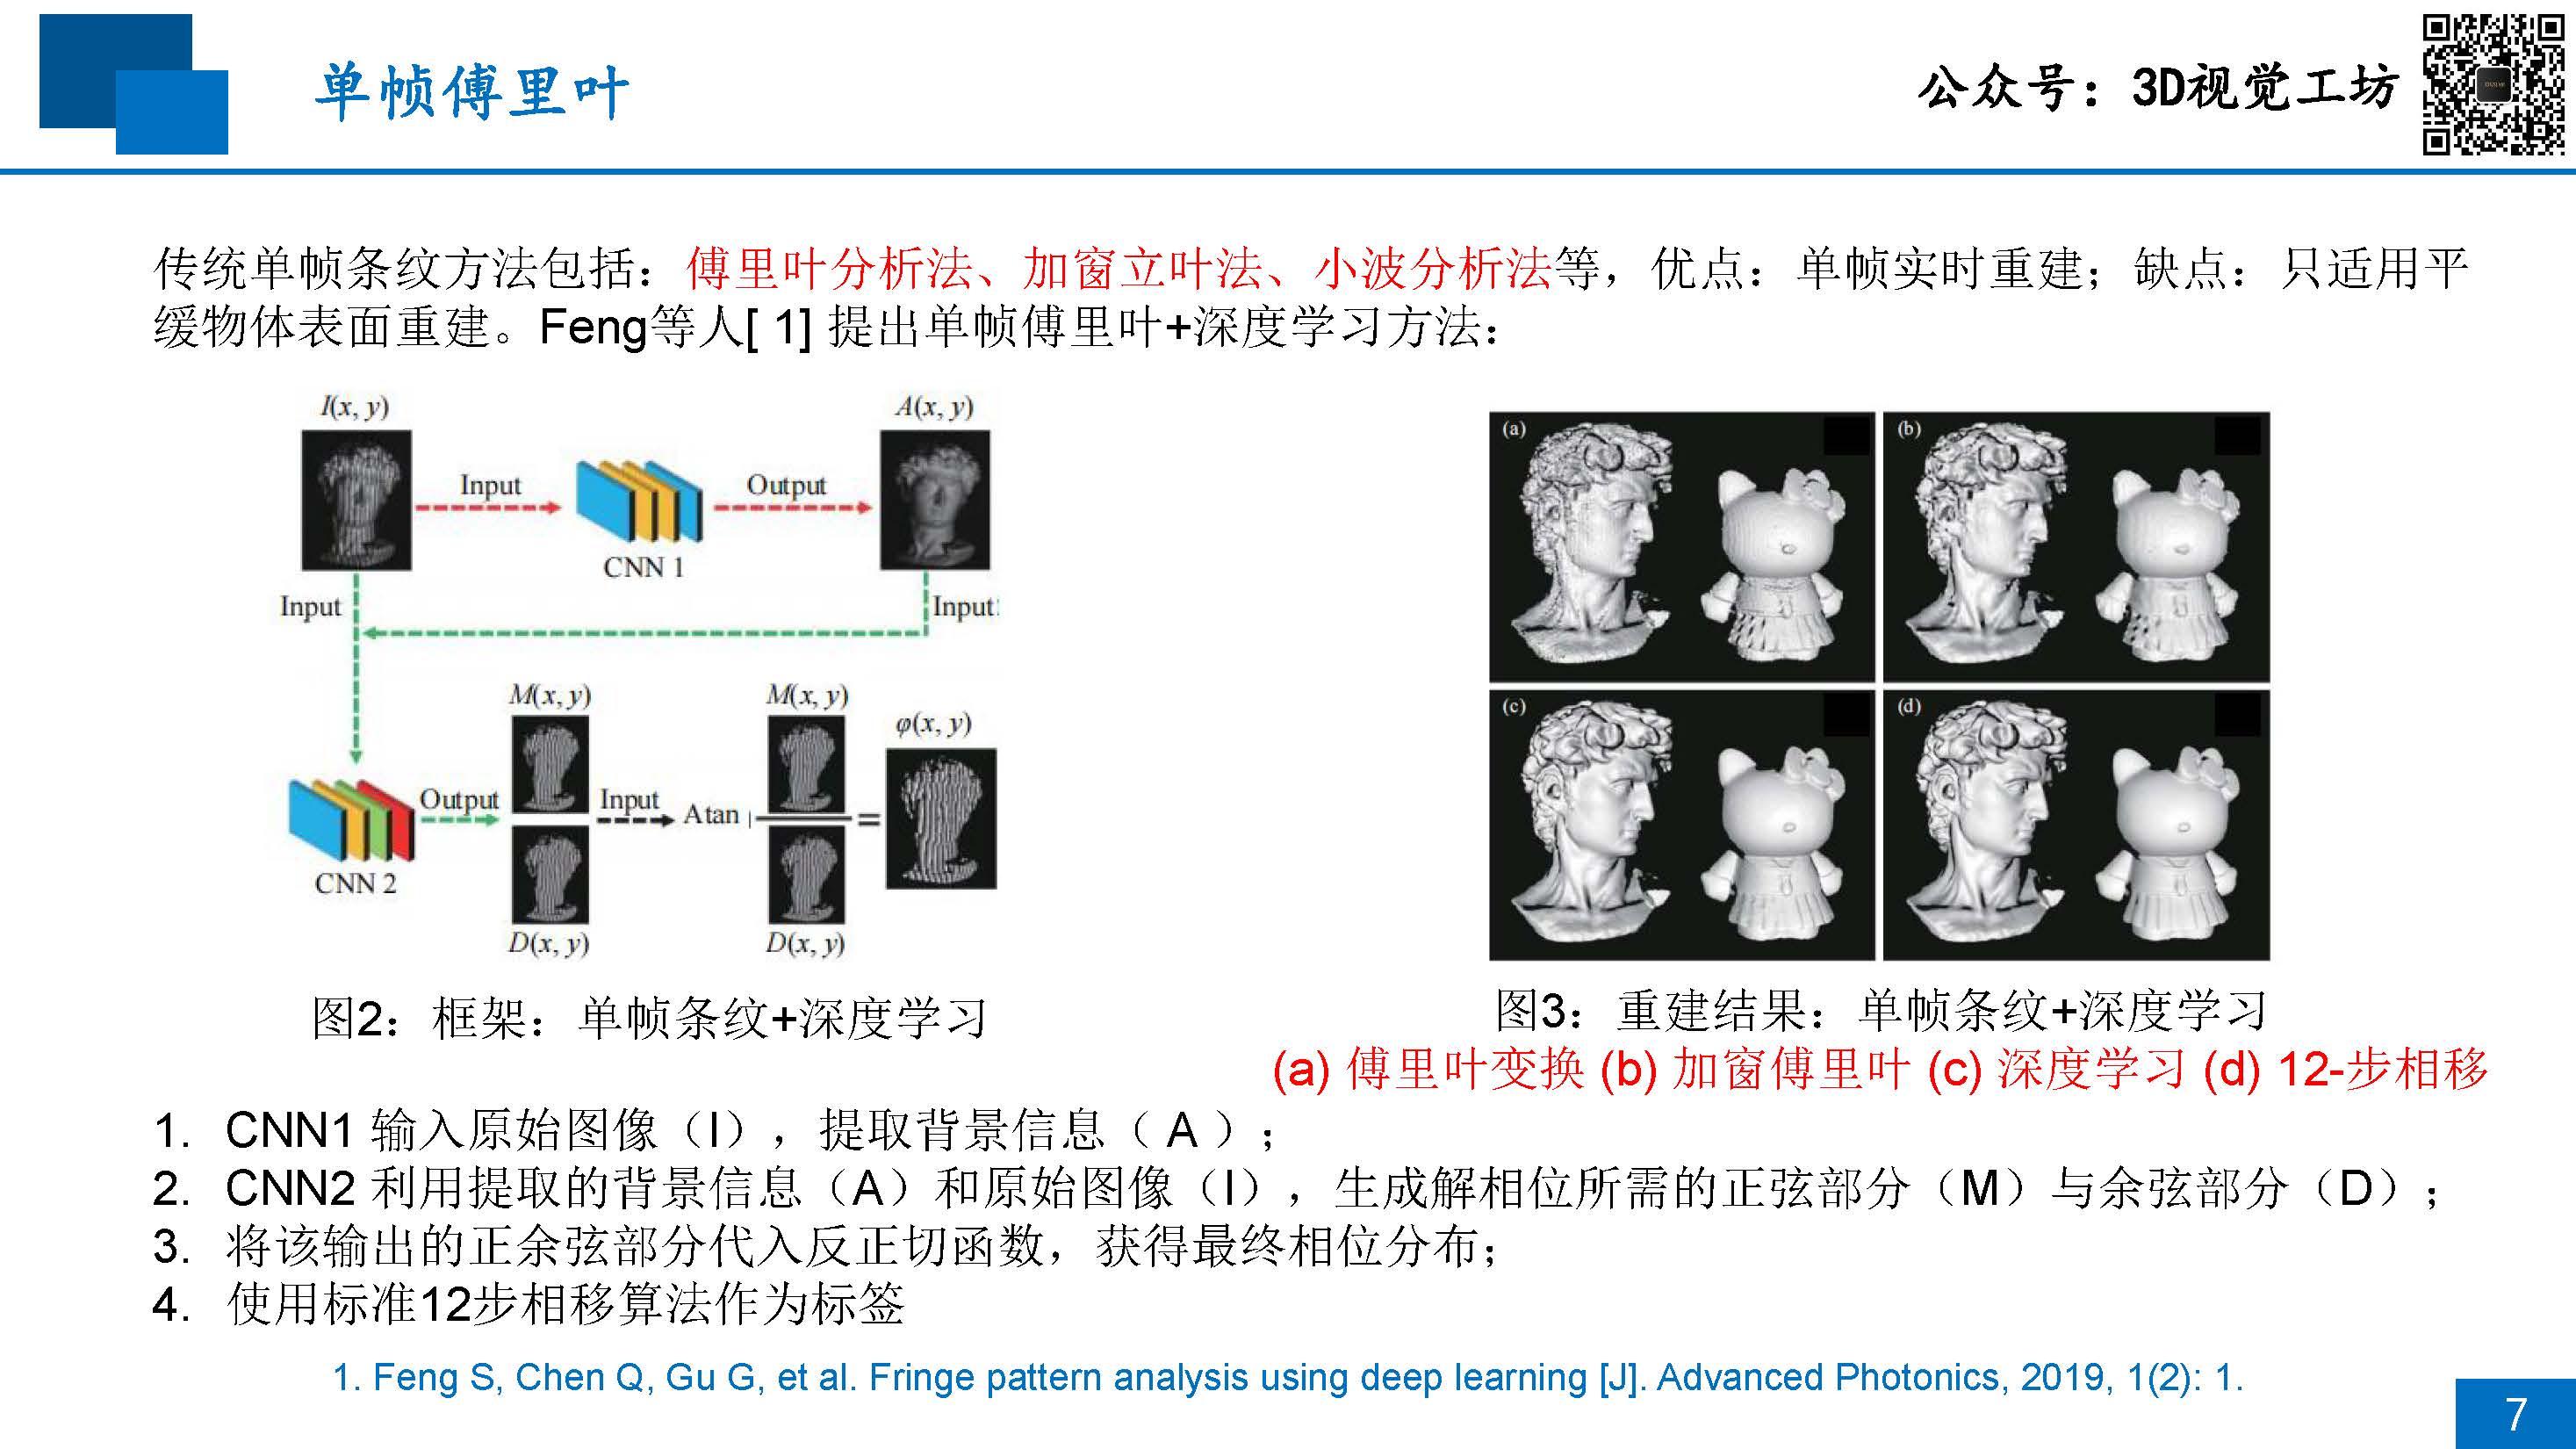 单帧傅里叶
公众号：3D视觉工坊
传统单帧条纹方法包括：傅里叶分析法、加窗立叶法、小波分析法等，优点：单帧实时重建；缺点：只适用平
缓物体表面重建。Feng等人[ 1] 提出单帧傅里叶+深度学习方法：
I(x, y)
A(x, y)
Input
Output
CNN 1
Input
Input
M(x, y)
M(x, y)
φ(x, y)
Output
Input
Atan
=
CNN 2
D(x, y)
D(x, y)
(a)
(b)
(c)
(d)
图2：框架：单帧条纹+深度学习
图3：重建结果：单帧条纹+深度学习
(a) 傅里叶变换 (b) 加窗傅里叶 (c) 深度学习 (d) 12-步相移
1. CNN1 输入原始图像（I），提取背景信息（ A ）；
2. CNN2 利用提取的背景信息（A）和原始图像（I），生成解相位所需的正弦部分（M）与余弦部分（D）；
3. 将该输出的正余弦部分代入反正切函数，获得最终相位分布；
4. 使用标准12步相移算法作为标签
1. Feng S, Chen Q, Gu G, et al. Fringe pattern analysis using deep learning [J]. Advanced Photonics, 2019, 1(2): 1.
7